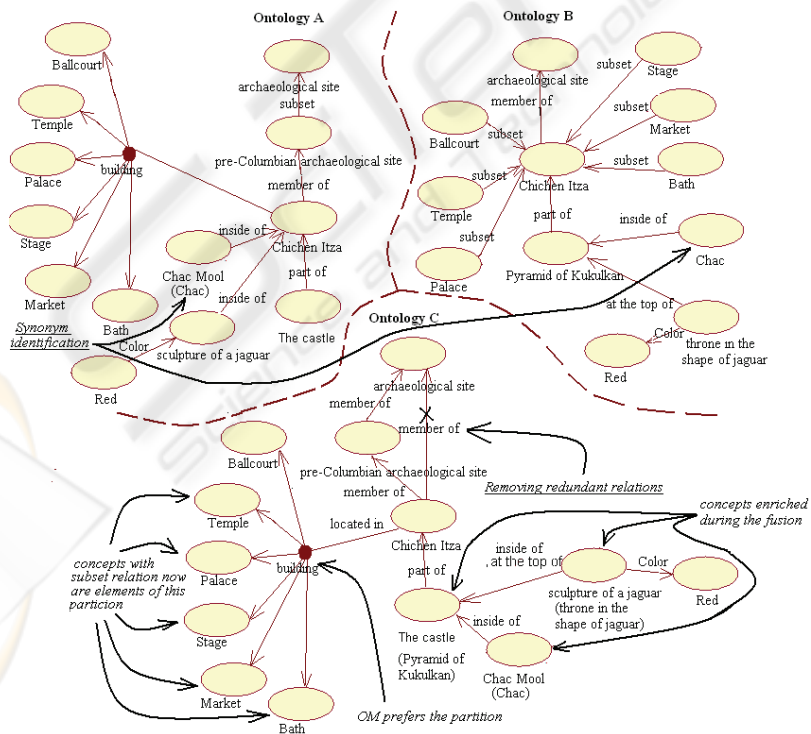 Ontology A
Ballcourt
Temple
Palace
Stage
Market
Bath
building
archaeological site
subset
pre-Columbian archaeological site
member of
Chichen Itza
inside of
Chac Mool
(Chac)
inside of
part of
The castle
sculpture of a jaguar
Color
Red
Synonym
identification
Ontology B
archaeological site
member of
subset
Stage
subset
Market
subset
Bath
Ballcourt
subset
Chichen Itza
Temple
subset
Palace
subset
part of
Pyramid of Kukulkan
inside of
Chac
at the top of
throne in the
shape of jaguar
Color
Red
Ontology C
archaeological site
member of
member of
pre-Columbian archaeological site
member of
Removing redundant relations
Chichen Itza
located in
building
Ballcourt
Temple
Palace
Stage
Market
Bath
concepts with
subset relation now
are elements of this
particion
OM prefers the partition
part of
The castle
(Pyramid of
Kukulkan)
inside of
, at the top of
sculpture of a jaguar
(throne in the
shape of jaguar)
Color
Red
inside of
Chac Mool
(Chac)
concepts enriched
during the fusion
Science and Technolo